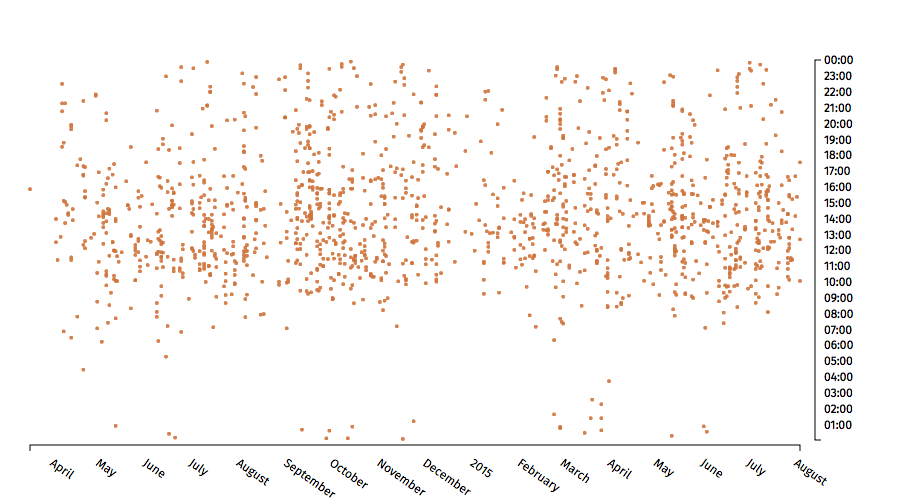 00:00
23:00
22:00
21:00
20:00
19:00
18:00
17:00
16:00
15:00
14:00
13:00
12:00
11:00
10:00
09:00
08:00
07:00
06:00
05:00
04:00
03:00
02:00
01:00
April
May
June
July
August
September
October
November
December
2015
February
March
April
May
June
July
August